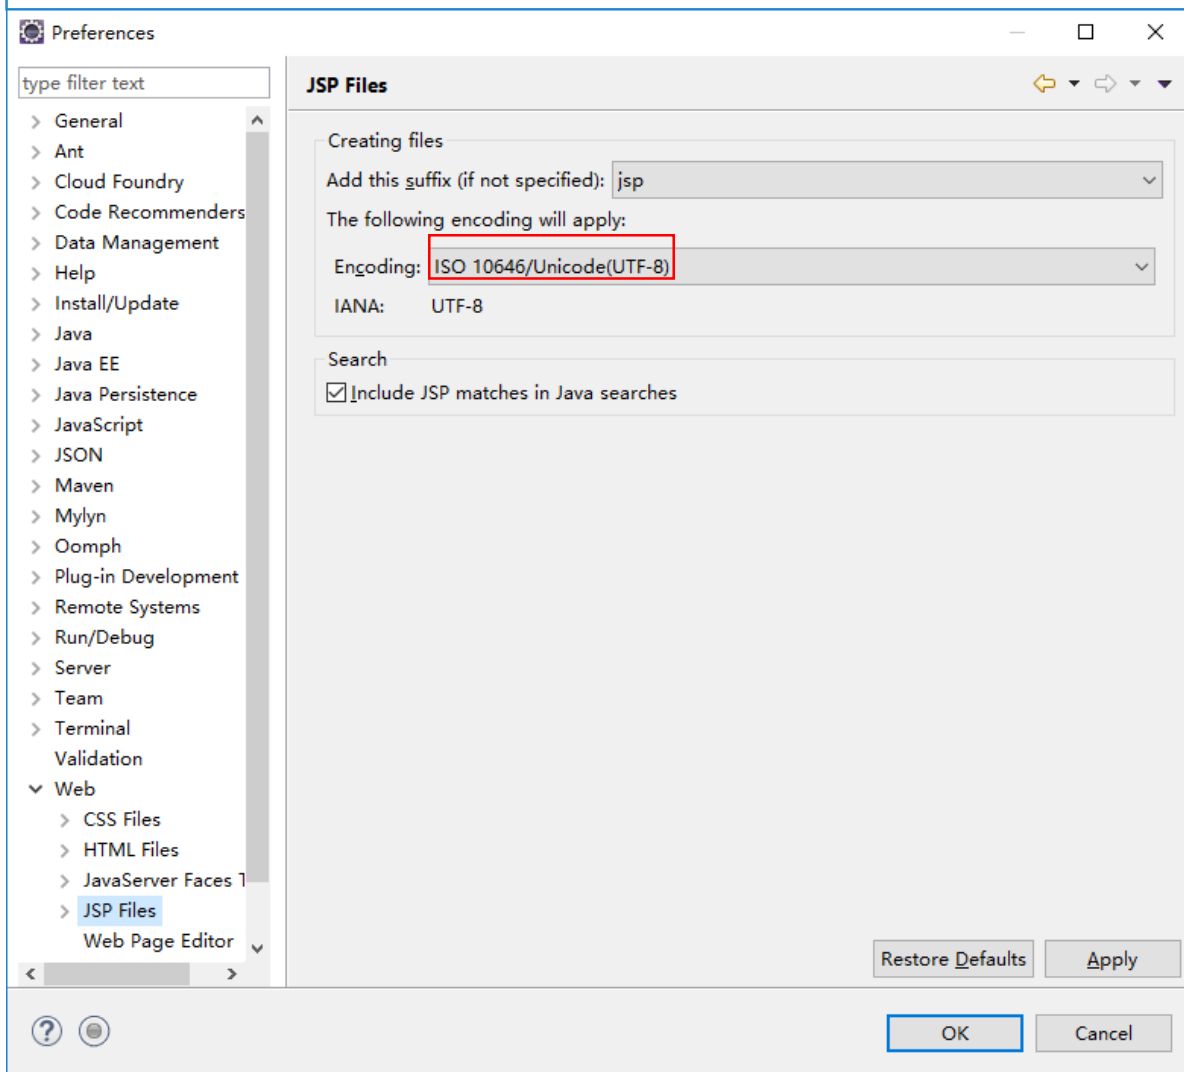 Preferences
type filter text
General
Ant
Cloud Foundry
Code Recommenders
Data Management
Help
Install/Update
Java
Java EE
Java Persistence
JavaScript
JSON
Maven
Mylyn
Oomph
Plug-in Development
Remote Systems
Run/Debug
Server
Team
Terminal
Validation
Web
CSS Files
HTML Files
JavaServer Faces T
JSP Files
Web Page Editor
JSP Files
Creating files
Add this suffix (if not specified): jsp
The following encoding will apply:
Encoding: ISO 10646/Unicode(UTF-8)
IANA: UTF-8
Search
Include JSP matches in Java searches
Restore Defaults Apply
OK Cancel